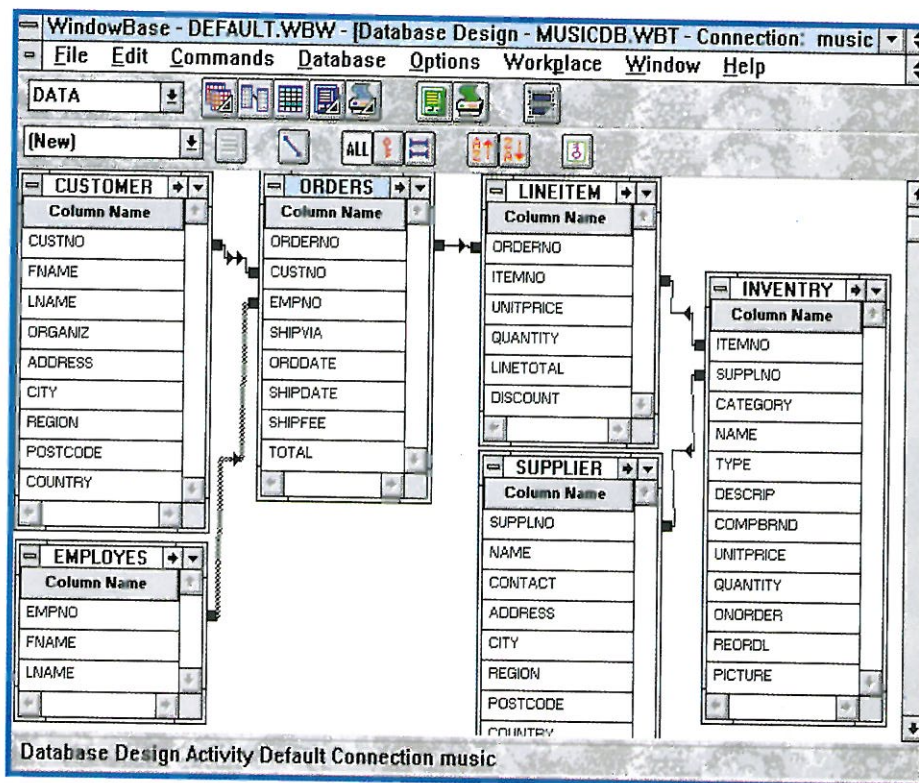 WindowBase - DEFAULT.WBW - [Database Design - MUSICDB.WBT - Connection: music
File Edit Commands Database Options Workplace Window Help
DATA
(New)
ALL
CUSTOMER
Column Name
CUSTNO
FNAME
LNAME
ORGANIZ
ADDRESS
CITY
REGION
POSTCODE
COUNTRY
EMPLOYES
Column Name
EMPNO
FNAME
LNAME
ORDERS
Column Name
ORDERNO
CUSTNO
EMPNO
SHIPVIA
ORDDATE
SHIPDATE
SHIPFEE
TOTAL
LINEITEM
Column Name
ORDERNO
ITEMNO
UNITPRICE
QUANTITY
LINETOTAL
DISCOUNT
SUPPLIER
Column Name
SUPPLNO
NAME
CONTACT
ADDRESS
CITY
REGION
POSTCODE
COUNTRY
INVENTRY
Column Name
ITEMNO
SUPPLNO
CATEGORY
NAME
TYPE
DESCRIP
COMPBRND
UNITPRICE
QUANTITY
ONORDER
REORDL
PICTURE
Database Design Activity Default Connection music